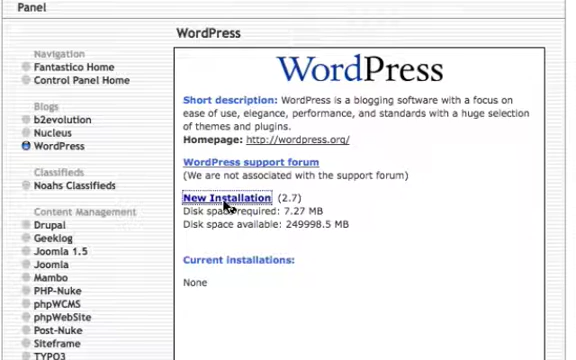 Panel
WordPress
Navigation
Fantastico Home
Control Panel Home
Blogs
b2evolution
Nucleus
WordPress
Classifieds
Noahs Classifieds
Content Management
Drupal
Geeklog
Joomla 1.5
Joomla
Mambo
PHP-Nuke
phpWCMS
phpWebSite
Post-Nuke
Siteframe
TYPO3
WordPress
Short description: WordPress is a blogging software with a focus on
ease of use, elegance, performance, and standards with a huge selection
of themes and plugins.
Homepage: http://wordpress.org/
WordPress support forum
(We are not associated with the support forum)
New Installation (2.7)
Disk space required: 7.27 MB
Disk space available: 249998.5 MB
Current installations:
None